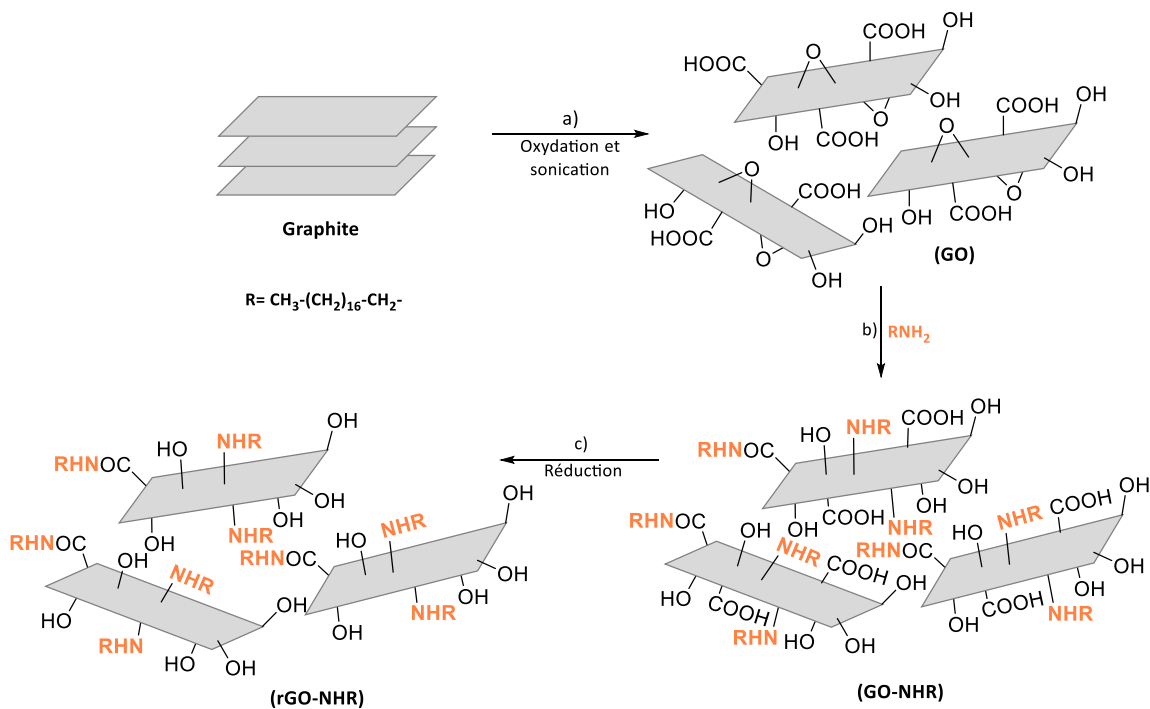 COOH
OH
HOOC
O
OH
O
COOH
OH
a)
Oxydation et
sonication
Graphite
COOH
OH
O
OH
O
COOH
OH
O
COOH
HO
HOOC
OH
O
OH
(GO)
R= CH₃-(CH₂)₁₆-CH₂-
b) RNH₂
OH
COOH
NHR
HO
RHNOC
OH
OH
NHR
COOH
OH
RHNOC
OH
NHR
COOH
OH
HO
COOH
RHN
HO
OH
OH
COOH
NHR
HO
RHNOC
OH
OH
NHR
COOH
OH
(GO-NHR)
c)
Réduction
OH
NHR
HO
RHNOC
OH
OH
NHR
OH
RHNOC
OH
NHR
OH
HO
RHN
HO
OH
OH
NHR
HO
RHNOC
OH
OH
NHR
OH
(rGO-NHR)